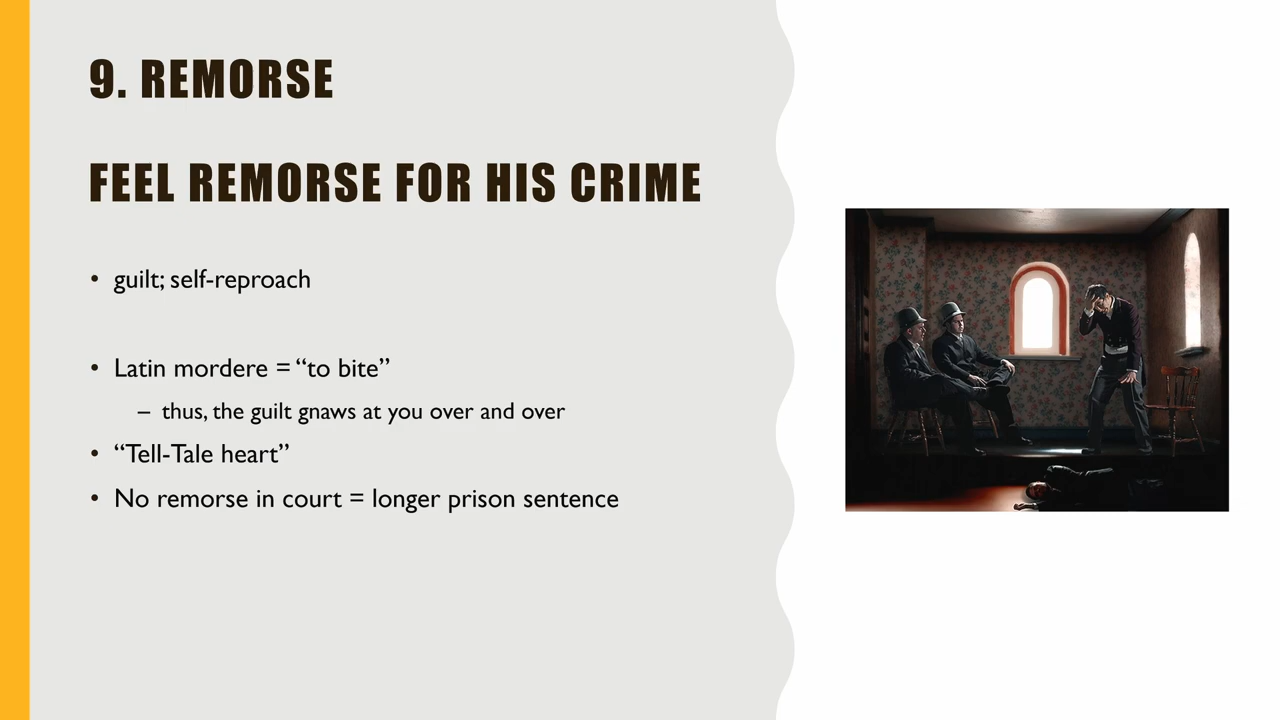 9. REMORSE
FEEL REMORSE FOR HIS CRIME
• guilt; self-reproach
• Latin mordere = “to bite”
– thus, the guilt gnaws at you over and over
• “Tell-Tale heart”
• No remorse in court = longer prison sentence